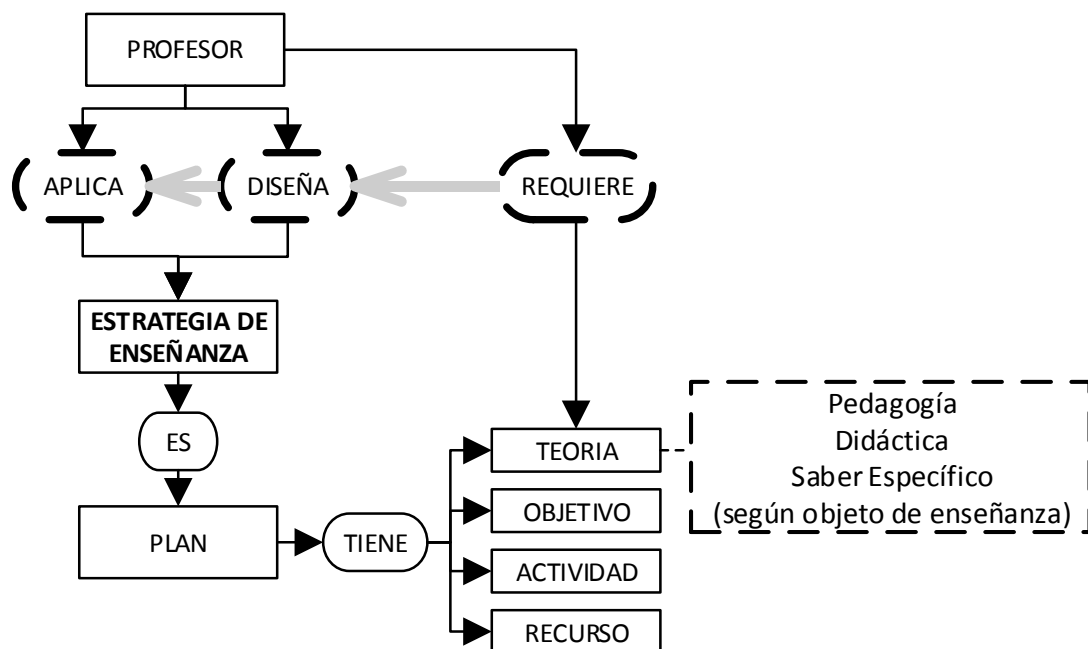 PROFESOR
APLICA
DISEÑA
REQUIERE
ESTRATEGIA DE
ENSEÑANZA
ES
PLAN
TIENE
TEORIA
OBJETIVO
ACTIVIDAD
RECURSO
Pedagogía
Didáctica
Saber Específico
(según objeto de enseñanza)